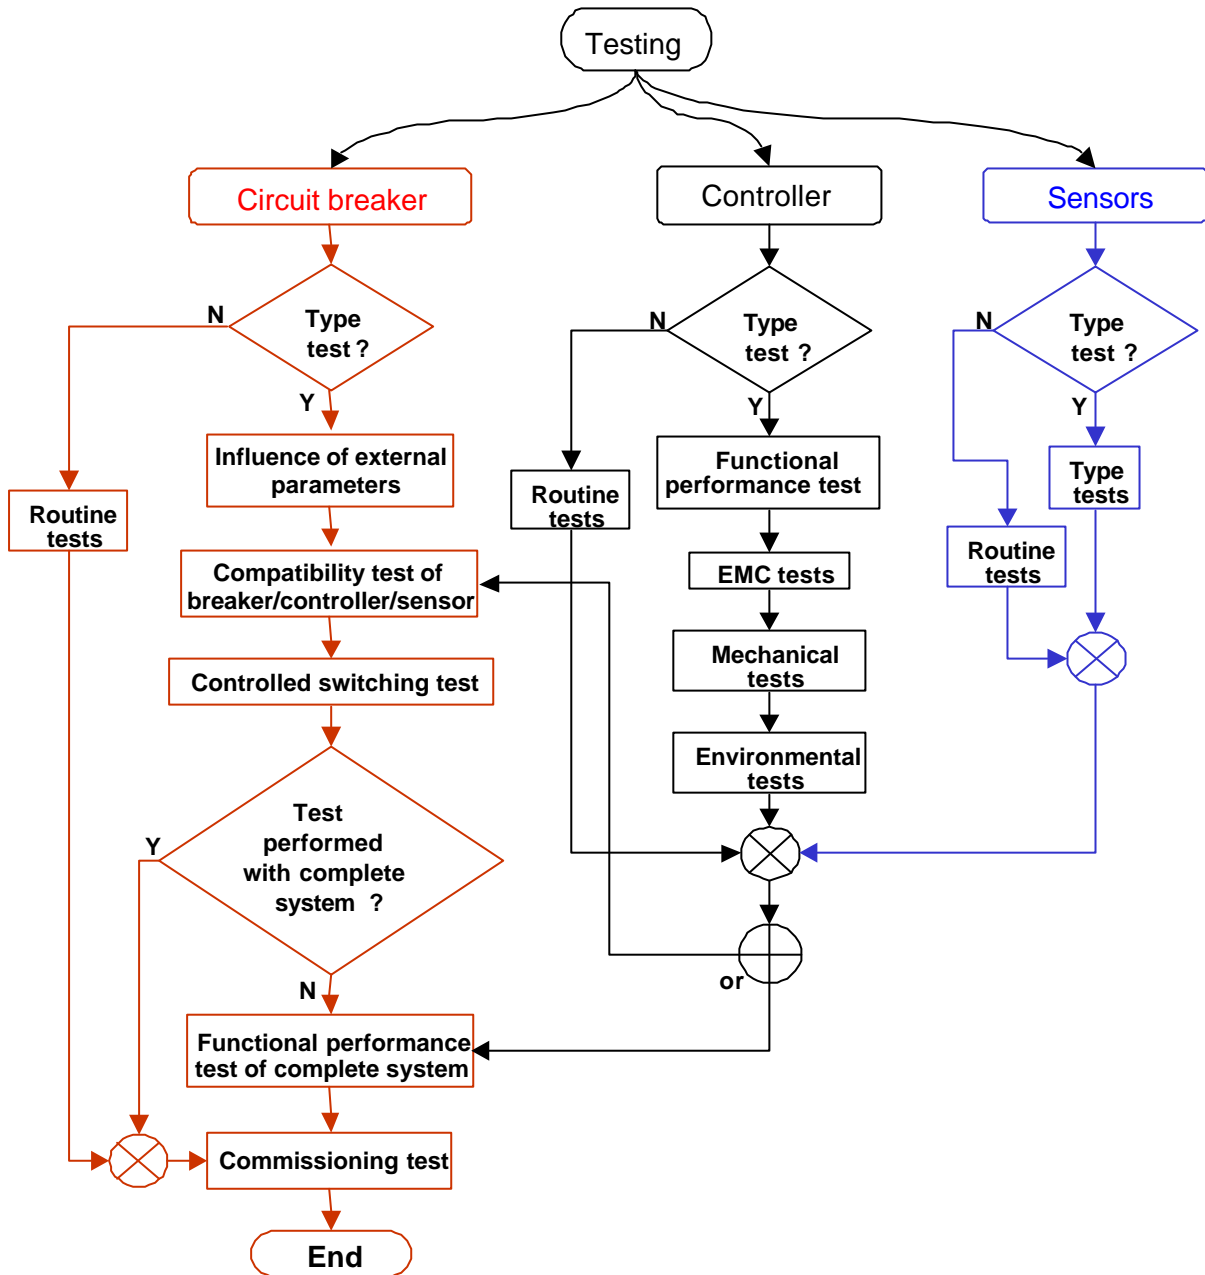 Testing
Circuit breaker
Controller
Sensors
N
Type
test ?
Y
N
Type
test ?
Y
N
Type
test ?
Y
Influence of external
parameters
Functional
performance test
Type
tests
Routine
tests
Routine
tests
Routine
tests
Compatibility test of
breaker/controller/sensor
EMC tests
Controlled switching test
Mechanical
tests
Environmental
tests
Test
performed
with complete
system ?
Y
N
or
Functional performance
test of complete system
Commissioning test
End